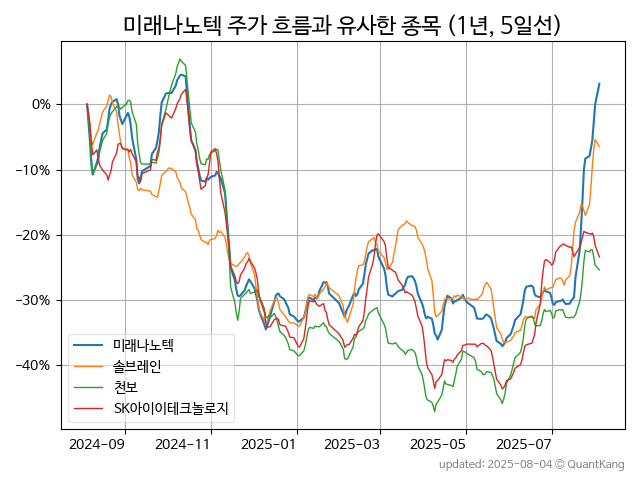 미래나노텍 주가 흐름과 유사한 종목 (1년, 5일선)
0%
−10%
−20%
−30%
−40%
미래나노텍
솔브레인
천보
SK아이이테크놀로지
2024-09
2024-11
2025-01
2025-03
2025-05
2025-07
updated: 2025-08-04 © QuantKang